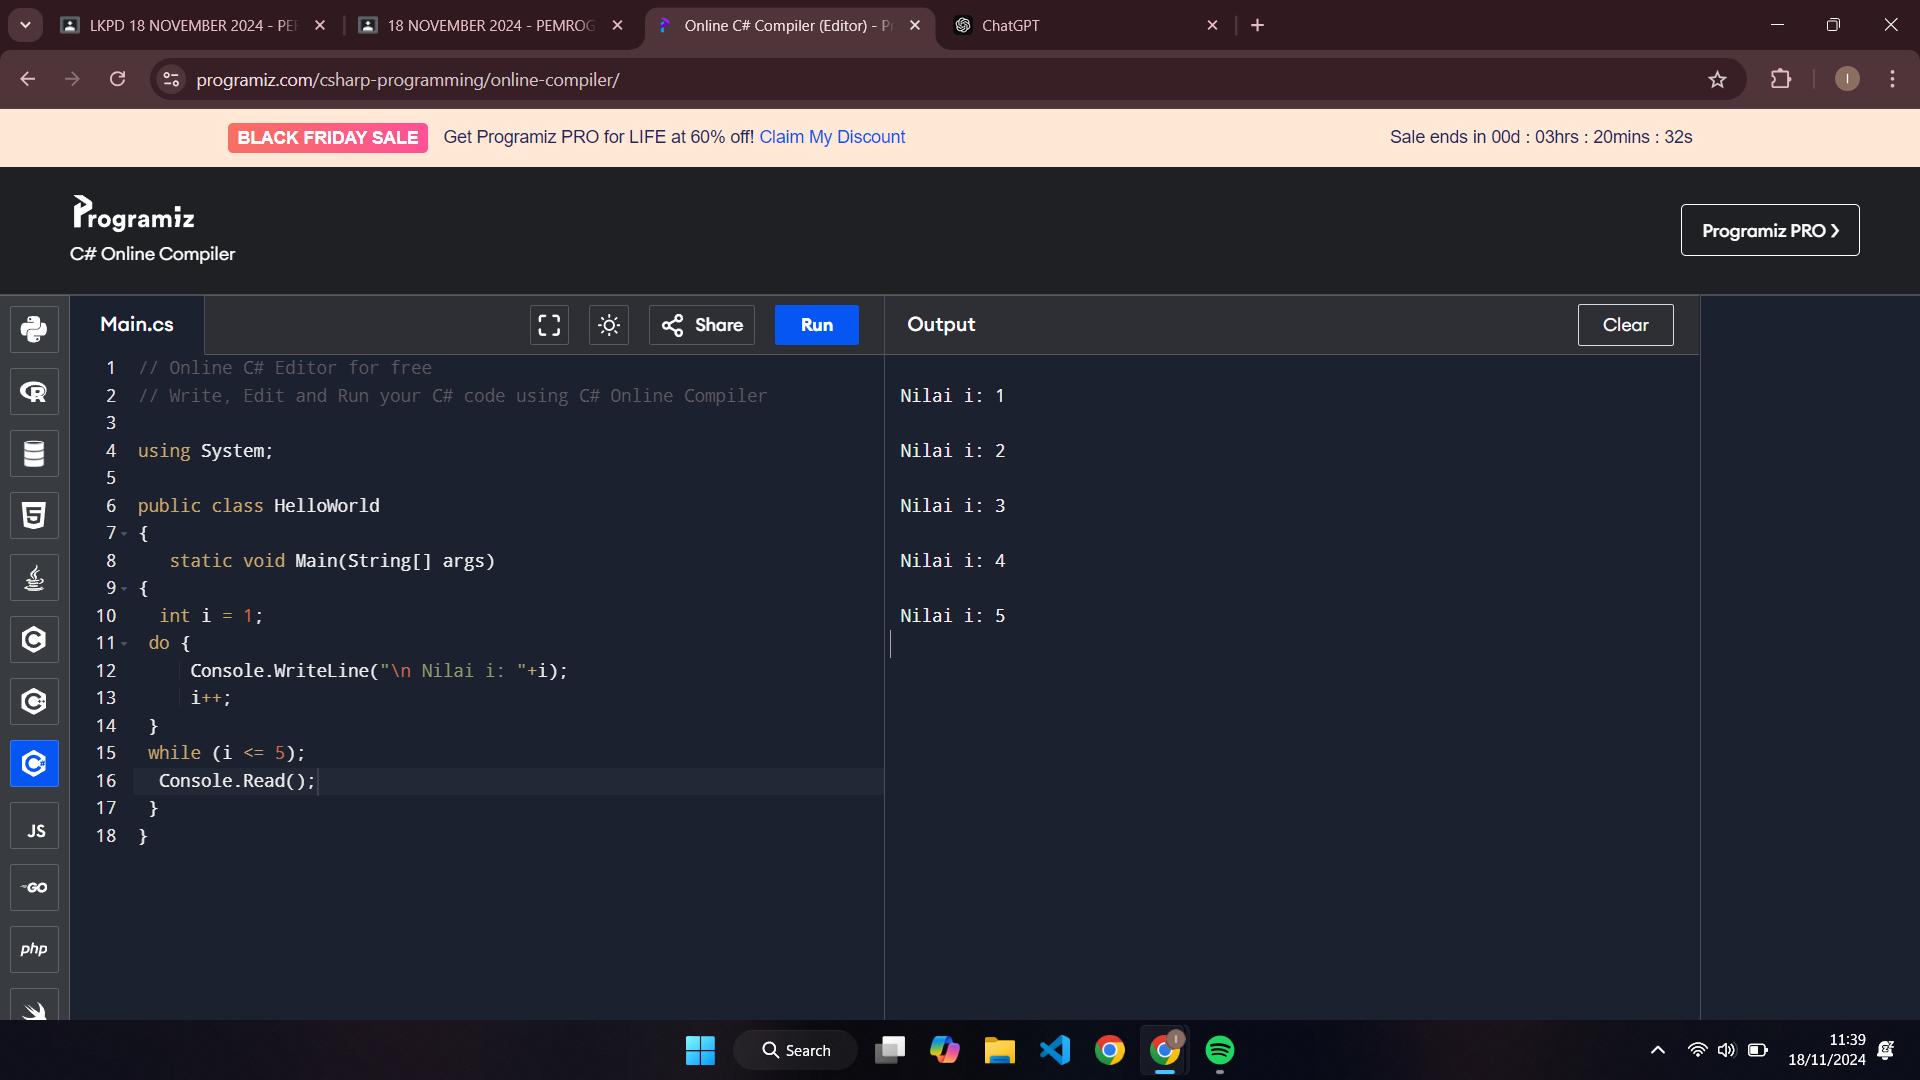 LKPD 18 NOVEMBER 2024 - PEF
18 NOVEMBER 2024 - PEMROG
Online C# Compiler (Editor) - P
ChatGPT
programiz.com/csharp-programming/online-compiler/
I
BLACK FRIDAY SALE Get Programiz PRO for LIFE at 60% off! Claim My Discount
Sale ends in 00d : 03hrs : 20mins : 32s
Programiz
C# Online Compiler
Programiz PRO ›
Main.cs
Share
Run
Output
Clear
1 // Online C# Editor for free
2 // Write, Edit and Run your C# code using C# Online Compiler
3
4 using System;
5
6 public class HelloWorld
7 {
8 static void Main(String[] args)
9 {
10 int i = 1;
11 do {
12 Console.WriteLine("\n Nilai i: "+i);
13 i++;
14 }
15 while (i <= 5);
16 Console.Read();
17 }
18 }
Nilai i: 1
Nilai i: 2
Nilai i: 3
Nilai i: 4
Nilai i: 5
R
5
C
C
C#
JS
GO
php
Search
I
11:39
18/11/2024